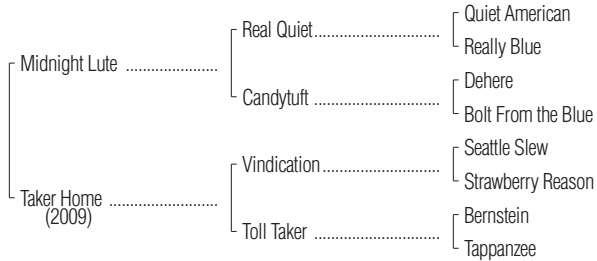 Quiet American
Real Quiet
Really Blue
Midnight Lute
Dehere
Candytuft
Bolt From the Blue
Seattle Slew
Vindication
Strawberry Reason
Taker Home
(2009)
Bernstein
Toll Taker
Tappanzee